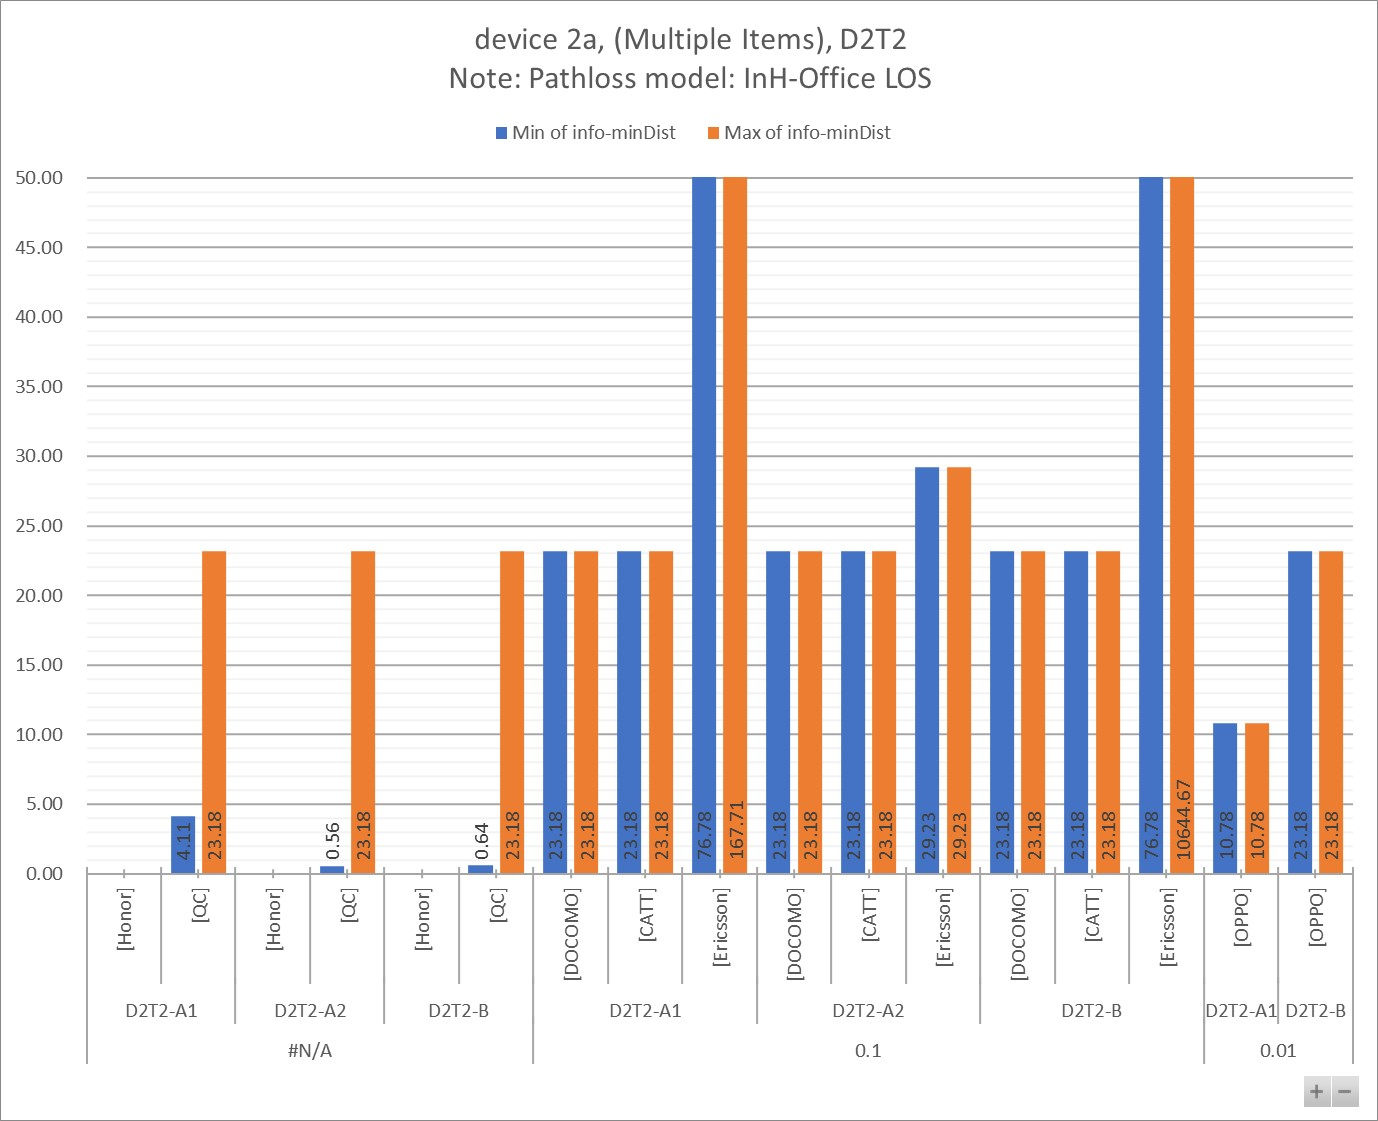 device 2a, (Multiple Items), D2T2
Note: Pathloss model: InH-Office LOS
Min of info-minDist Max of info-minDist
50.00
45.00
40.00
35.00
30.00
25.00
20.00
15.00
10.00
5.00
0.00
4.11 23.18 0.56 23.18 0.64 23.18 23.18 23.18 23.18 23.18 76.78 167.71 23.18 23.18 23.18 23.18 29.23 29.23 23.18 23.18 23.18 23.18 76.78 10644.67 10.78 10.78 23.18 23.18
[Honor] [QC] [Honor] [QC] [Honor] [QC] [DOCOMO] [CATT] [Ericsson] [DOCOMO] [CATT] [Ericsson] [DOCOMO] [CATT] [Ericsson] [OPPO] [OPPO]
D2T2-A1 D2T2-A2 D2T2-B D2T2-A1 D2T2-A2 D2T2-B D2T2-A1 D2T2-B
#N/A 0.1 0.01
+ −